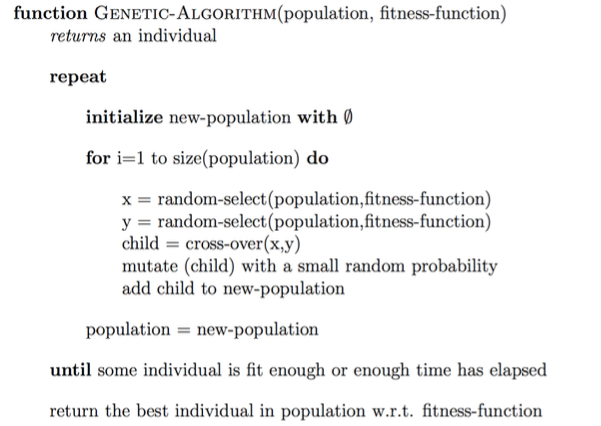 function GENETIC-ALGORITHM(population, fitness-function)
returns an individual
repeat
initialize new-population with ∅
for i=1 to size(population) do
x = random-select(population,fitness-function)
y = random-select(population,fitness-function)
child = cross-over(x,y)
mutate (child) with a small random probability
add child to new-population
population = new-population
until some individual is fit enough or enough time has elapsed
return the best individual in population w.r.t. fitness-function